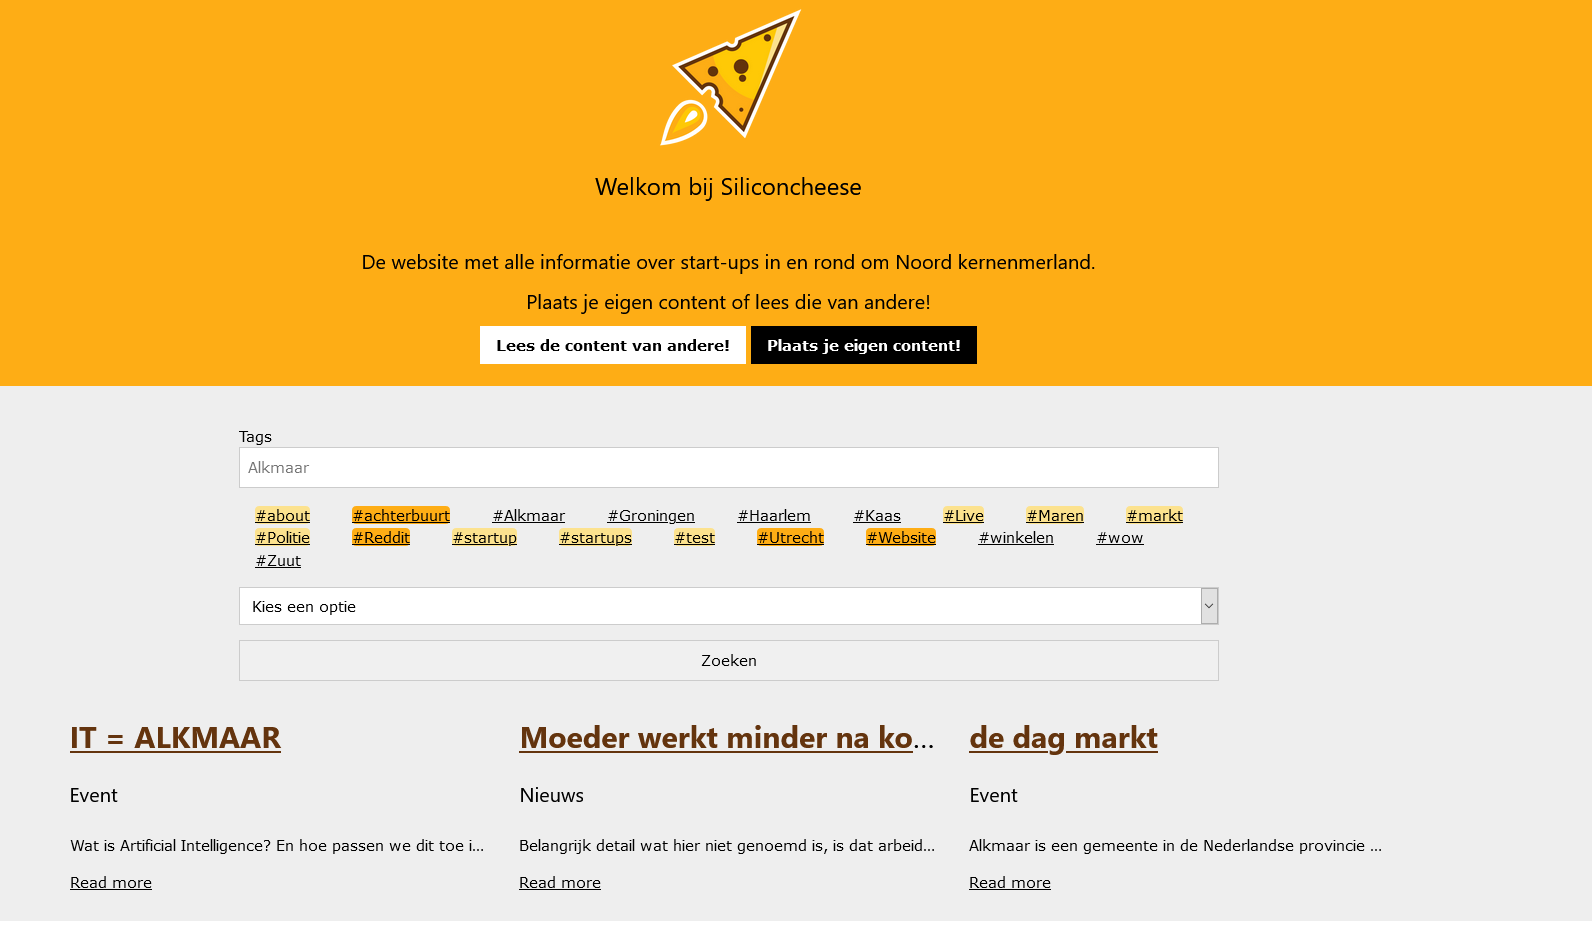 Welkom bij Siliconcheese
De website met alle informatie over start-ups in en rond om Noord kernenmerland.
Plaats je eigen content of lees die van andere!
Lees de content van andere! Plaats je eigen content!
Tags
Alkmaar
#about #achterbuurt #Alkmaar #Groningen #Haarlem #Kaas #Live #Maren #markt
#Politie #Reddit #startup #startups #test #Utrecht #Website #winkelen #wow
#Zuut
Kies een optie
Zoeken
IT = ALKMAAR
Event
Wat is Artificial Intelligence? En hoe passen we dit toe i...
Read more
Moeder werkt minder na ko...
Nieuws
Belangrijk detail wat hier niet genoemd is, is dat arbeid...
Read more
de dag markt
Event
Alkmaar is een gemeente in de Nederlandse provincie ...
Read more